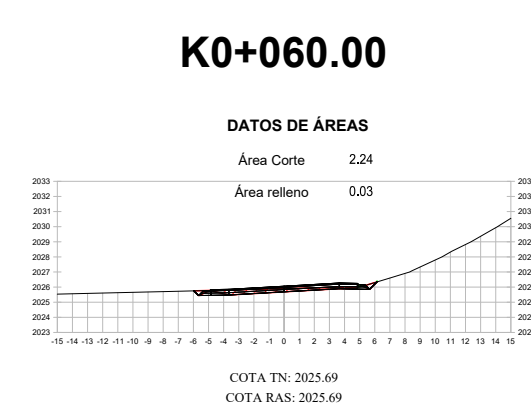 K0+060.00
DATOS DE ÁREAS
Área Corte 2.24
Área relleno 0.03
2033
2032
2031
2030
2029
2028
2027
2026
2025
2024
2023
-15 -14 -13 -12 -11 -10 -9 -8 -7 -6 -5 -4 -3 -2 -1 0 1 2 3 4 5 6 7 8 9 10 11 12 13 14 15
COTA TN: 2025.69
COTA RAS: 2025.69